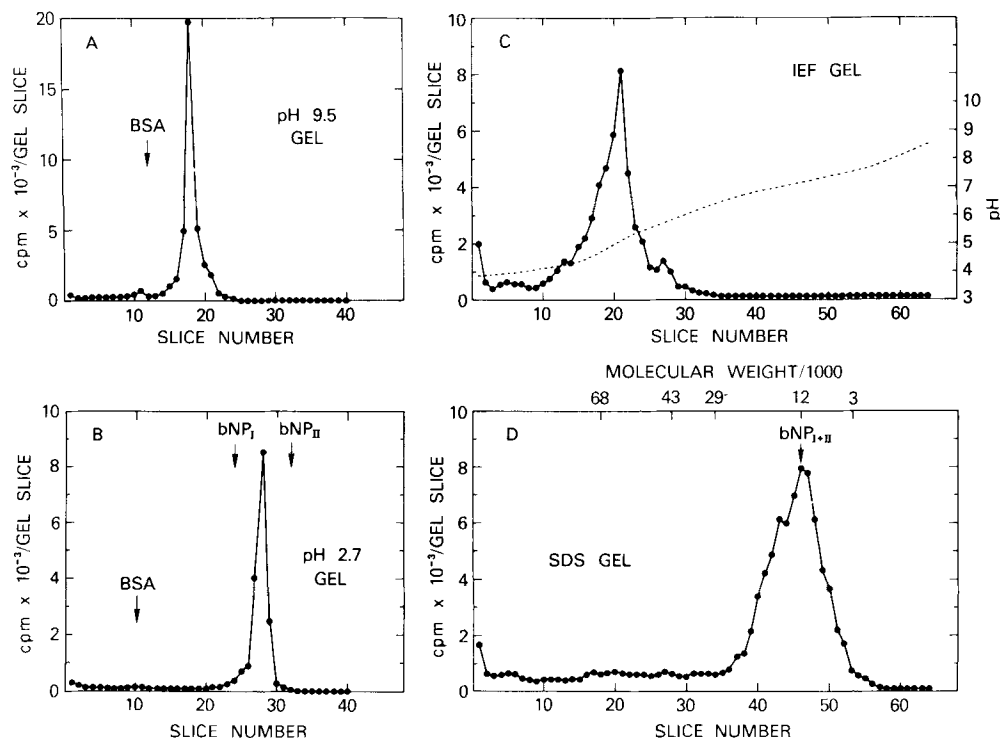 A
pH 9.5
GEL
BSA
20
15
10
5
0
cpm x 10⁻³/GEL SLICE
0 10 20 30 40
SLICE NUMBER
C
IEF GEL
10
8
6
4
2
0
cpm x 10⁻³/GEL SLICE
10
9
8
7
6
5
4
3
pH
0 10 20 30 40 50 60
SLICE NUMBER
B
bNP_I
bNP_II
pH 2.7
GEL
BSA
10
8
6
4
2
0
cpm x 10⁻³/GEL SLICE
0 10 20 30 40
SLICE NUMBER
MOLECULAR WEIGHT/1000
68 43 29 12 3
D
bNP_I+II
SDS GEL
10
8
6
4
2
0
cpm x 10⁻³/GEL SLICE
0 10 20 30 40 50 60
SLICE NUMBER